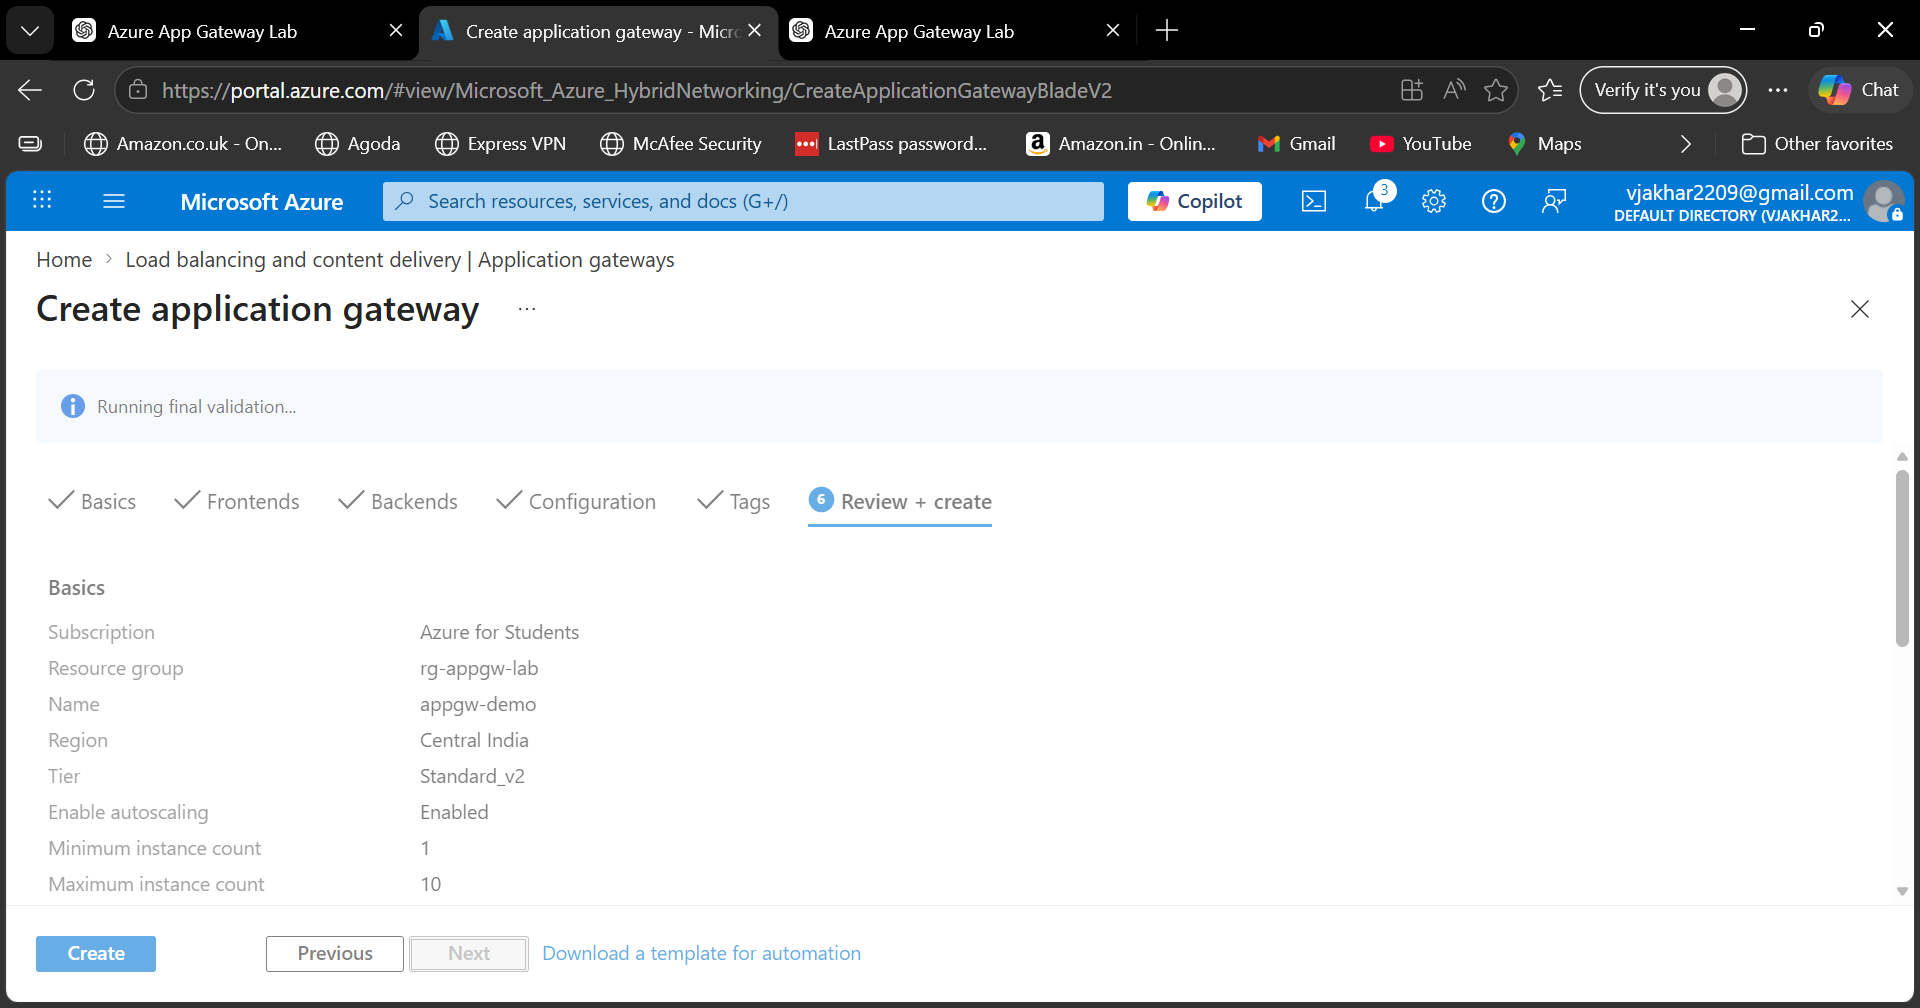 Azure App Gateway Lab
Create application gateway - Micr
Azure App Gateway Lab
https://portal.azure.com/#view/Microsoft_Azure_HybridNetworking/CreateApplicationGatewayBladeV2
Verify it's you
Chat
Amazon.co.uk - On...
Agoda
Express VPN
McAfee Security
LastPass password...
Amazon.in - Onlin...
Gmail
YouTube
Maps
Other favorites
Microsoft Azure
Search resources, services, and docs (G+/)
Copilot
3
vjakhar2209@gmail.com
DEFAULT DIRECTORY (VJAKHAR2...
Home > Load balancing and content delivery | Application gateways
Create application gateway ...
Running final validation...
Basics
Frontends
Backends
Configuration
Tags
6 Review + create
Basics
Subscription Azure for Students
Resource group rg-appgw-lab
Name appgw-demo
Region Central India
Tier Standard_v2
Enable autoscaling Enabled
Minimum instance count 1
Maximum instance count 10
Create
Previous
Next
Download a template for automation